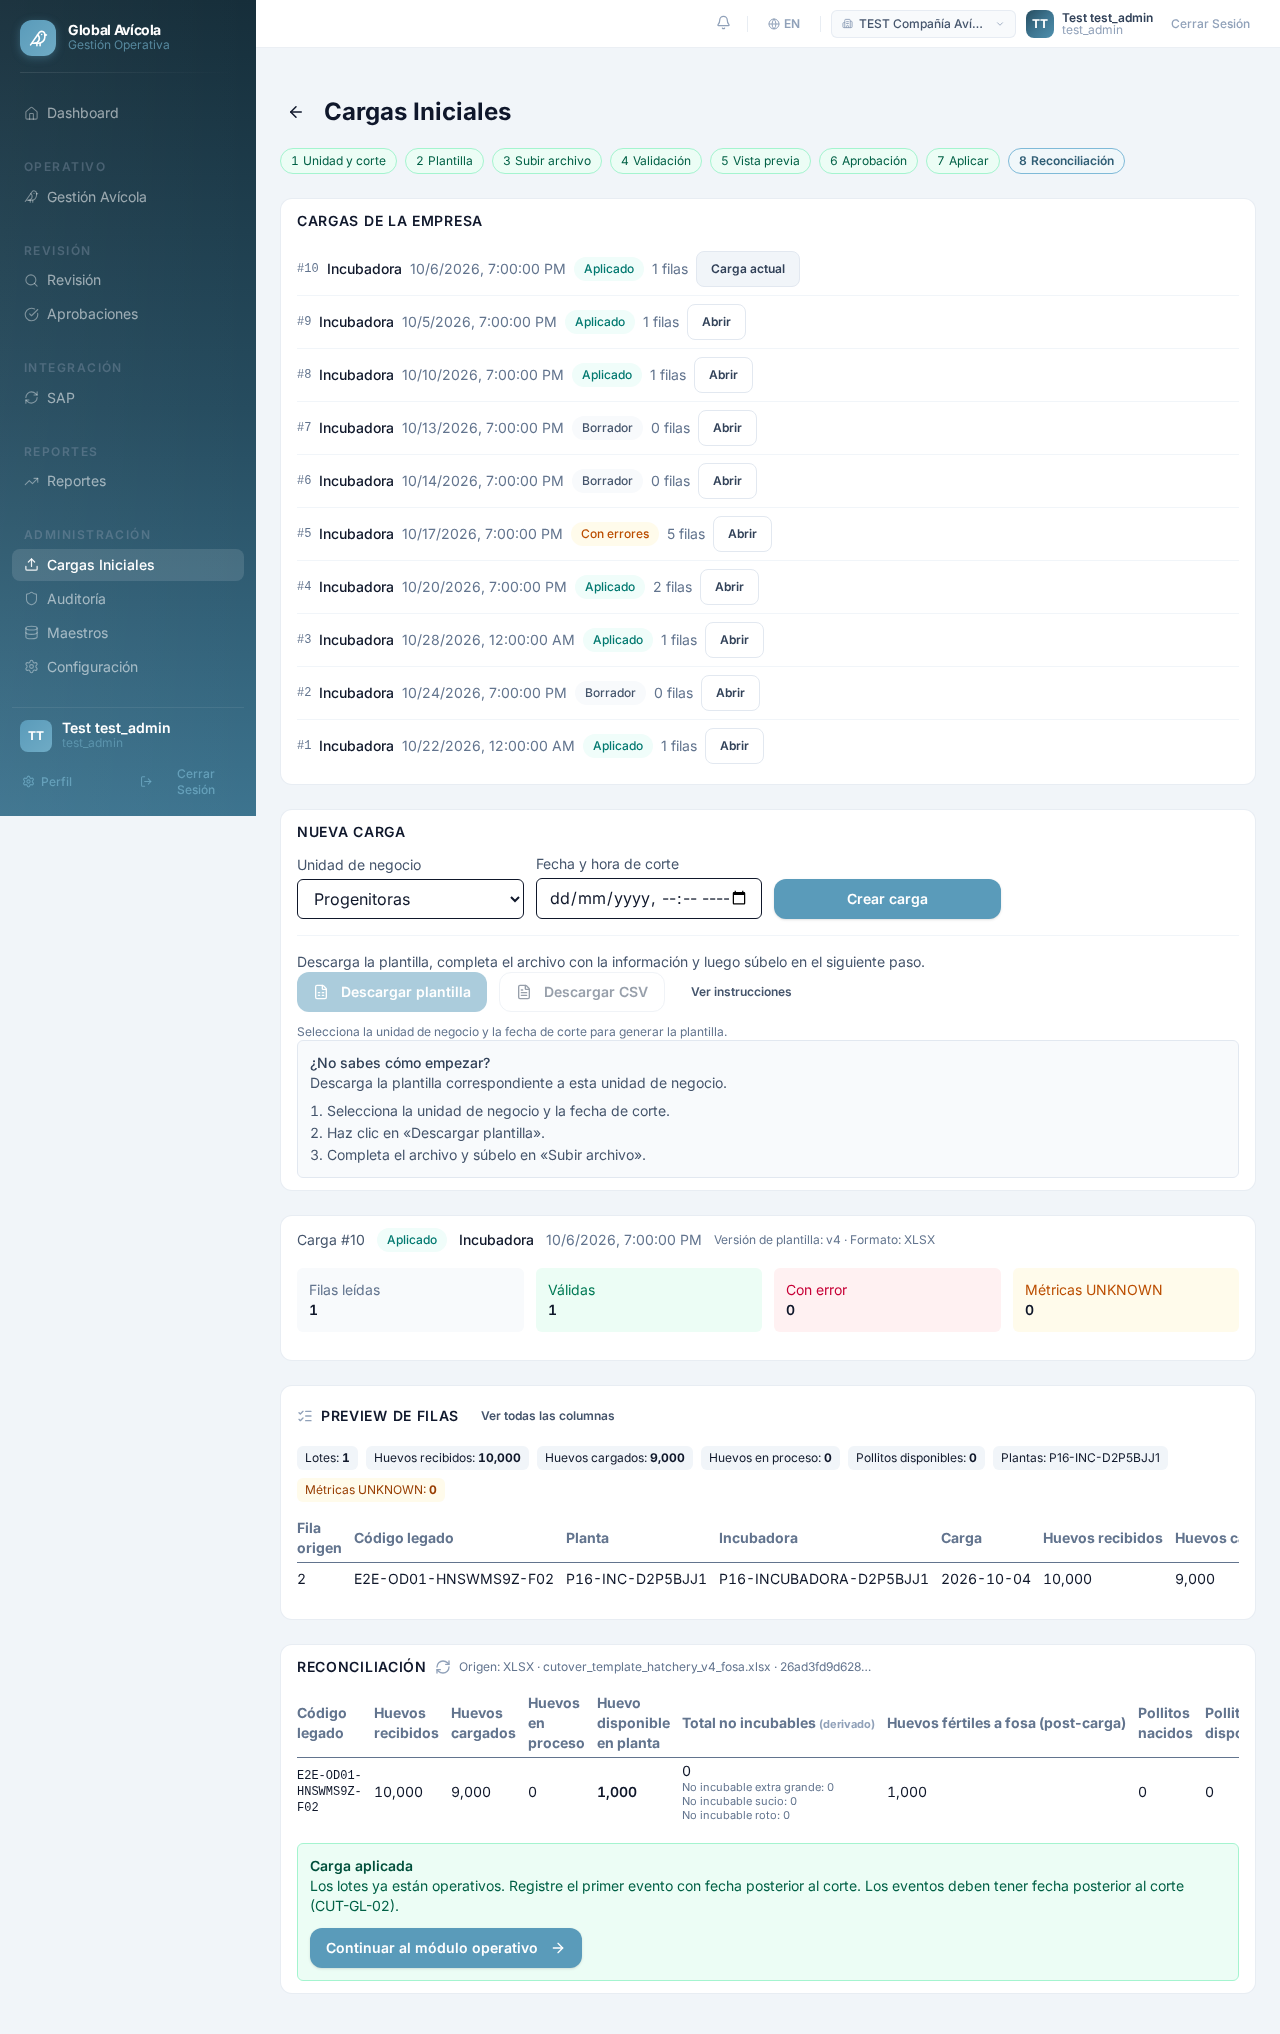 Global Avícola
Gestión Operativa
Dashboard
OPERATIVO
Gestión Avícola
REVISIÓN
Revisión
Aprobaciones
INTEGRACIÓN
SAP
REPORTES
Reportes
ADMINISTRACIÓN
Cargas Iniciales
Auditoría
Maestros
Configuración
TT Test test_admin
test_admin
Perfil
Cerrar
Sesión
EN
TEST Compañía Aví...
TT Test test_admin
test_admin
Cerrar Sesión
Cargas Iniciales
1 Unidad y corte
2 Plantilla
3 Subir archivo
4 Validación
5 Vista previa
6 Aprobación
7 Aplicar
8 Reconciliación
CARGAS DE LA EMPRESA
#10 Incubadora 10/6/2026, 7:00:00 PM Aplicado 1 filas Carga actual
#9 Incubadora 10/5/2026, 7:00:00 PM Aplicado 1 filas Abrir
#8 Incubadora 10/10/2026, 7:00:00 PM Aplicado 1 filas Abrir
#7 Incubadora 10/13/2026, 7:00:00 PM Borrador 0 filas Abrir
#6 Incubadora 10/14/2026, 7:00:00 PM Borrador 0 filas Abrir
#5 Incubadora 10/17/2026, 7:00:00 PM Con errores 5 filas Abrir
#4 Incubadora 10/20/2026, 7:00:00 PM Aplicado 2 filas Abrir
#3 Incubadora 10/28/2026, 12:00:00 AM Aplicado 1 filas Abrir
#2 Incubadora 10/24/2026, 7:00:00 PM Borrador 0 filas Abrir
#1 Incubadora 10/22/2026, 12:00:00 AM Aplicado 1 filas Abrir
NUEVA CARGA
Unidad de negocio
Progenitoras
Fecha y hora de corte
dd/mm/yyyy, --:-- ----
Crear carga
Descarga la plantilla, completa el archivo con la información y luego súbelo en el siguiente paso.
Descargar plantilla
Descargar CSV
Ver instrucciones
Selecciona la unidad de negocio y la fecha de corte para generar la plantilla.
¿No sabes cómo empezar?
Descarga la plantilla correspondiente a esta unidad de negocio.
1. Selecciona la unidad de negocio y la fecha de corte.
2. Haz clic en «Descargar plantilla».
3. Completa el archivo y súbelo en «Subir archivo».
Carga #10 Aplicado Incubadora 10/6/2026, 7:00:00 PM Versión de plantilla: v4 · Formato: XLSX
Filas leídas
1
Válidas
1
Con error
0
Métricas UNKNOWN
0
PREVIEW DE FILAS Ver todas las columnas
Lotes: 1
Huevos recibidos: 10,000
Huevos cargados: 9,000
Huevos en proceso: 0
Pollitos disponibles: 0
Plantas: P16-INC-D2P5BJJ1
Métricas UNKNOWN: 0
Fila origen Código legado Planta Incubadora Carga Huevos recibidos Huevos ca
2 E2E-OD01-HNSWMS9Z-F02 P16-INC-D2P5BJJ1 P16-INCUBADORA-D2P5BJJ1 2026-10-04 10,000 9,000
RECONCILIACIÓN Origen: XLSX · cutover_template_hatchery_v4_fosa.xlsx · 26ad3fd9d628...
Código legado
Huevos recibidos
Huevos cargados
Huevos en proceso
Huevo disponible en planta
Total no incubables (derivado)
Huevos fértiles a fosa (post-carga)
Pollitos nacidos
Pollit dispo
E2E-OD01-HNSWMS9Z-F02
10,000
9,000
0
1,000
0
No incubable extra grande: 0
No incubable sucio: 0
No incubable roto: 0
1,000
0
0
Carga aplicada
Los lotes ya están operativos. Registre el primer evento con fecha posterior al corte. Los eventos deben tener fecha posterior al corte
(CUT-GL-02).
Continuar al módulo operativo